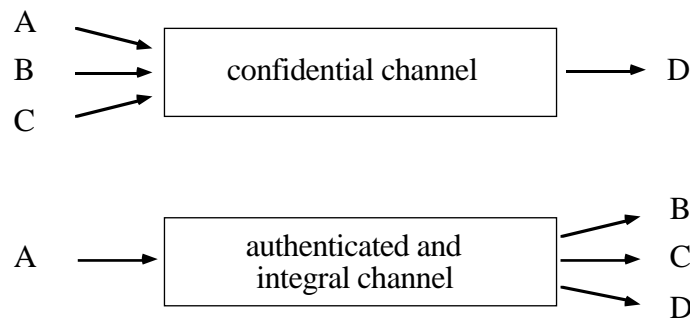 A
B
C
confidential channel
D
A
authenticated and
integral channel
B
C
D